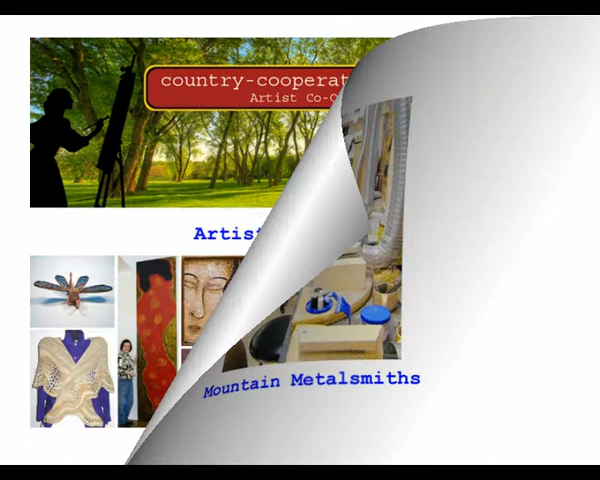 country-cooperat
Artist Co-
Artis
Mountain Metalsmiths